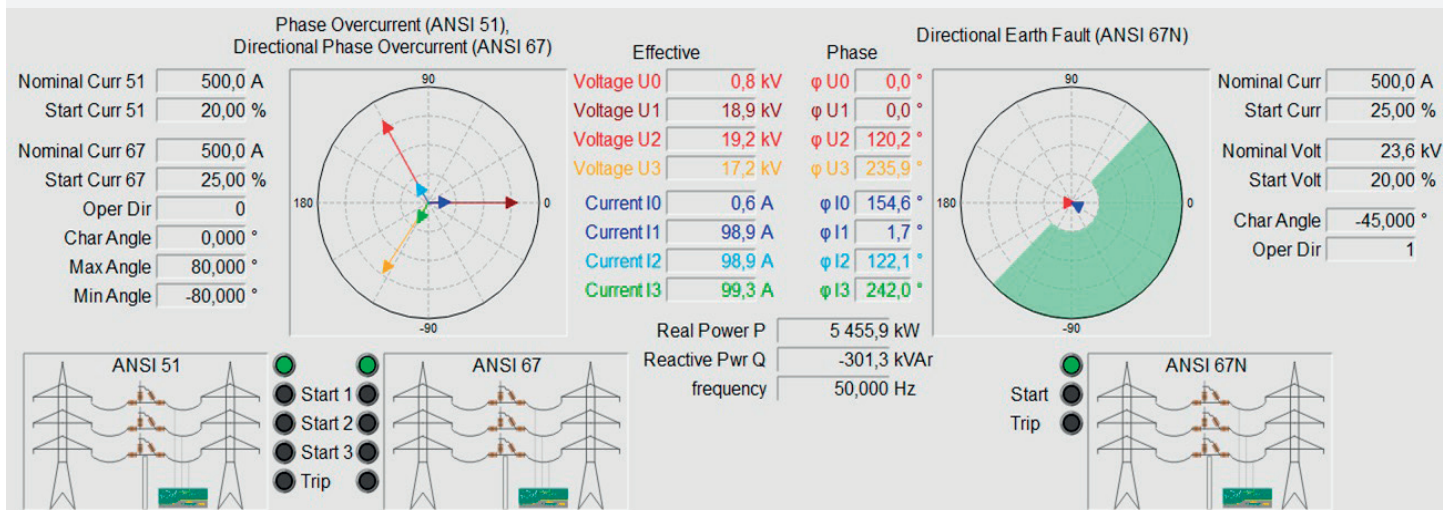 Phase Overcurrent (ANSI 51),
Directional Phase Overcurrent (ANSI 67)
Nominal Curr 51 500,0 A
Start Curr 51 20,00 %
Nominal Curr 67 500,0 A
Start Curr 67 25,00 %
Oper Dir 0
Char Angle 0,000 °
Max Angle 80,000 °
Min Angle -80,000 °
90
180
0
-90
Effective Phase
Voltage U0 0,8 kV φ U0 0,0 °
Voltage U1 18,9 kV φ U1 0,0 °
Voltage U2 19,2 kV φ U2 120,2 °
Voltage U3 17,2 kV φ U3 235,9 °
Current I0 0,6 A φ I0 154,6 °
Current I1 98,9 A φ I1 1,7 °
Current I2 98,9 A φ I2 122,1 °
Current I3 99,3 A φ I3 242,0 °
Real Power P 5 455,9 kW
Reactive Pwr Q -301,3 kVAr
frequency 50,000 Hz
Directional Earth Fault (ANSI 67N)
90
180
0
-90
Nominal Curr 500,0 A
Start Curr 25,00 %
Nominal Volt 23,6 kV
Start Volt 20,00 %
Char Angle -45,000 °
Oper Dir 1
ANSI 51
Start 1
Start 2
Start 3
Trip
ANSI 67
Start
Trip
ANSI 67N